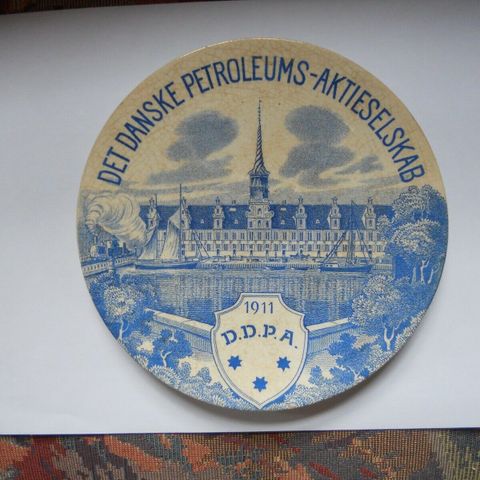 DET DANSKE PETROLEUMS-AKTIESELSKAB
1911
D.D.P.A.